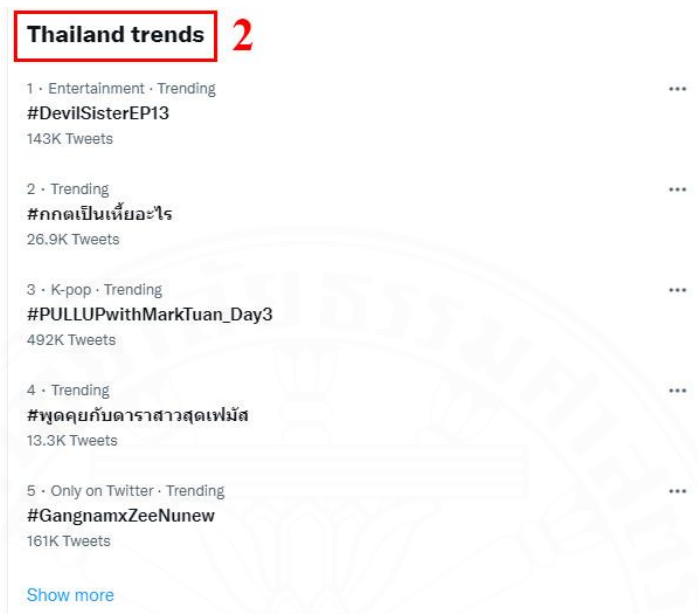 Thailand trends 2
1 · Entertainment · Trending
#DevilSisterEP13
143K Tweets
2 · Trending
#กกตเป็นเหี้ยอะไร
26.9K Tweets
3 · K-pop · Trending
#PULLUPwithMarkTuan_Day3
492K Tweets
4 · Trending
#พูดคุยกับดาราสาวสุดเฟมัส
13.3K Tweets
5 · Only on Twitter · Trending
#GangnamxZeeNunew
161K Tweets
Show more